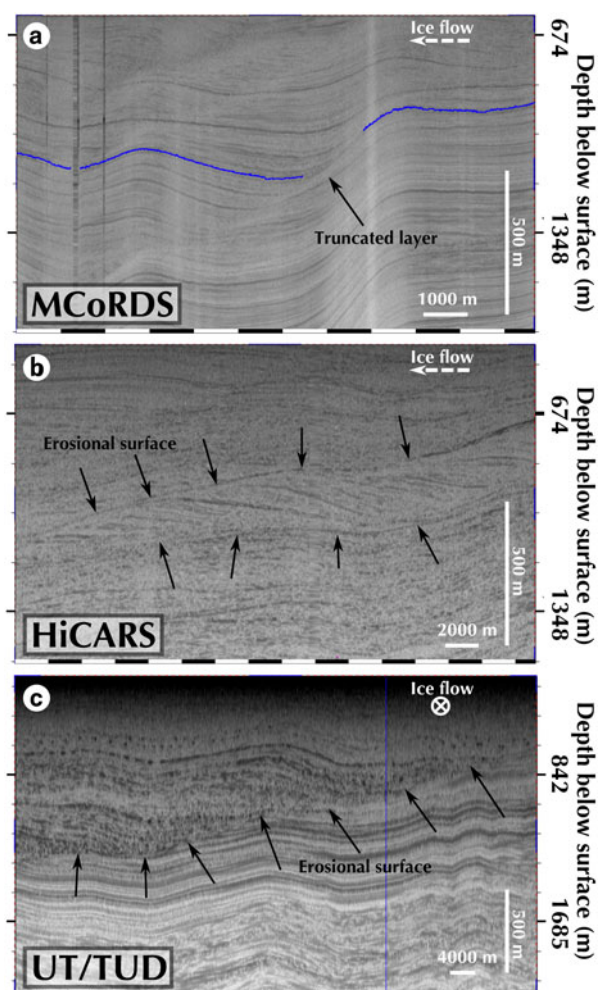 a
Ice flow
674
Depth below surface (m)
Truncated layer
1348
500 m
MCoRDS
1000 m
b
Ice flow
674
Depth below surface (m)
Erosional surface
500 m
HiCARS
2000 m
1348
c
Ice flow
842
Depth below surface (m)
Erosional surface
500 m
1685
UT/TUD
4000 m